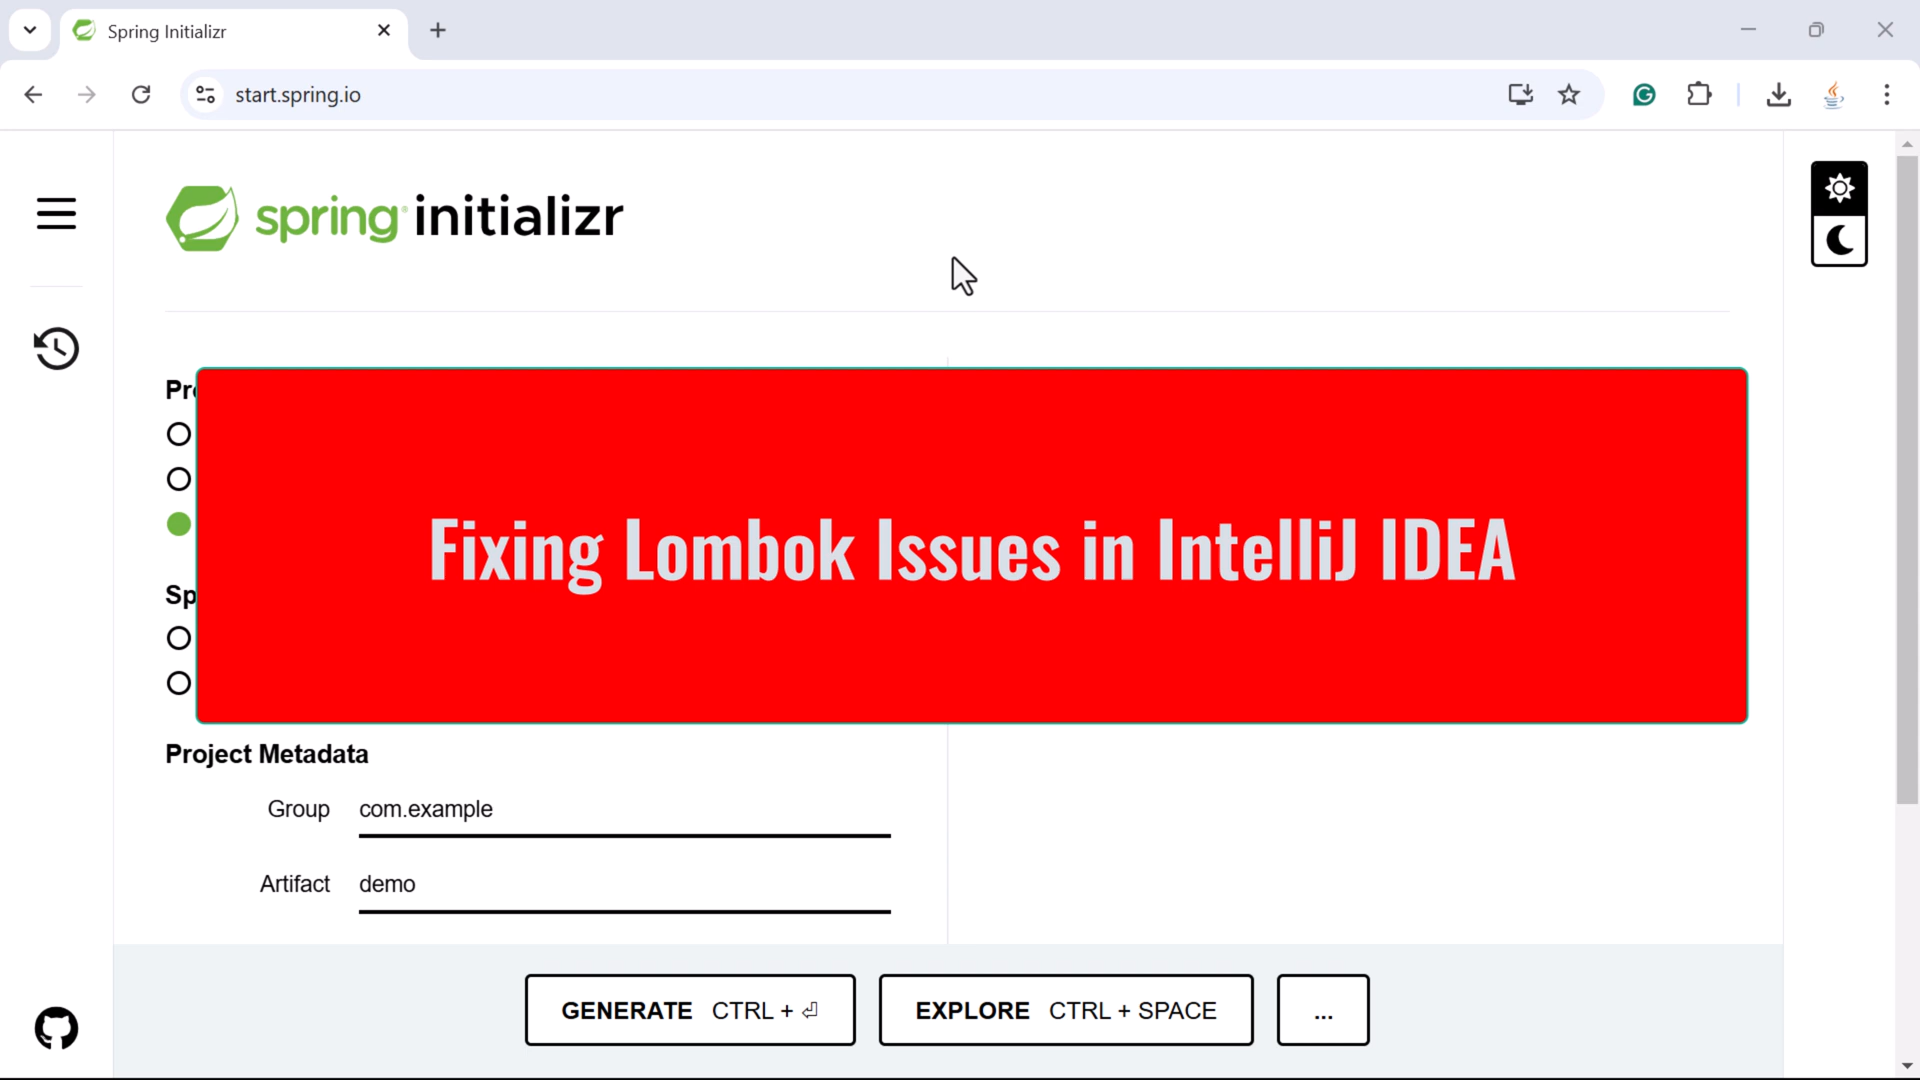 Spring Initializr
start.spring.io
spring initializr
Fixing Lombok Issues in IntelliJ IDEA
Project Metadata
Group com.example
Artifact demo
GENERATE CTRL + ⏎
EXPLORE CTRL + SPACE
...